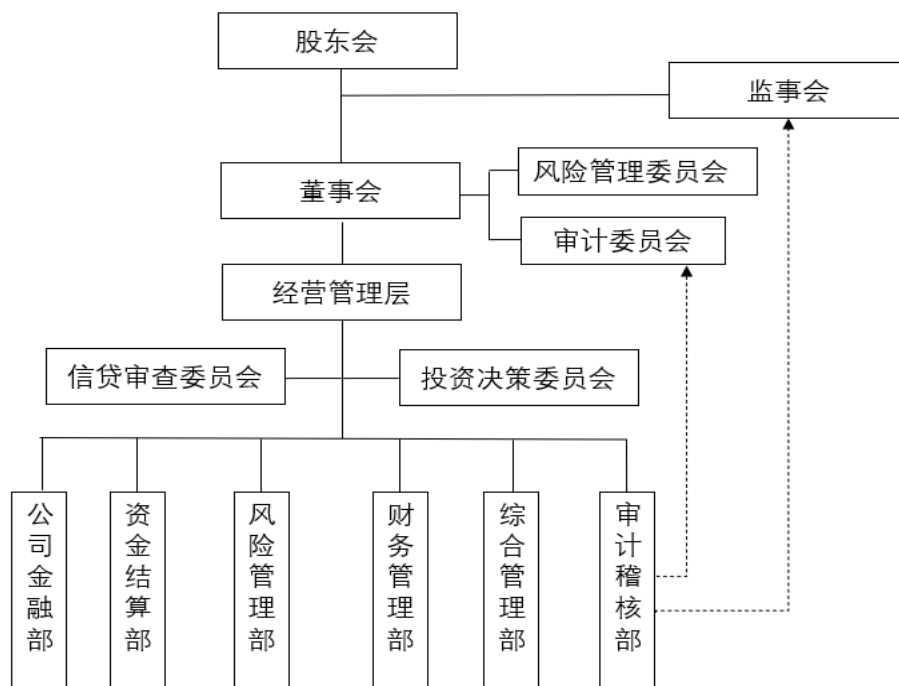 股东会
监事会
董事会
风险管理委员会
审计委员会
经营管理层
信贷审查委员会
投资决策委员会
公司金融部
资金结算部
风险管理部
财务管理部
综合管理部
审计稽核部